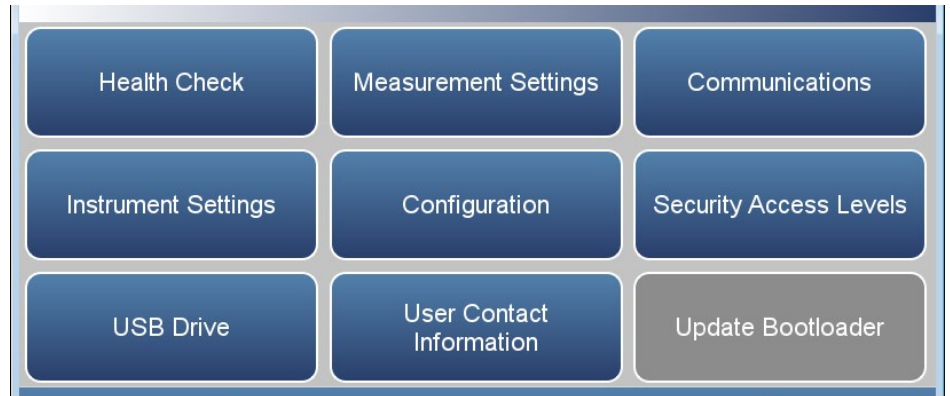 Health Check
Measurement Settings
Communications
Instrument Settings
Configuration
Security Access Levels
USB Drive
User Contact
Information
Update Bootloader